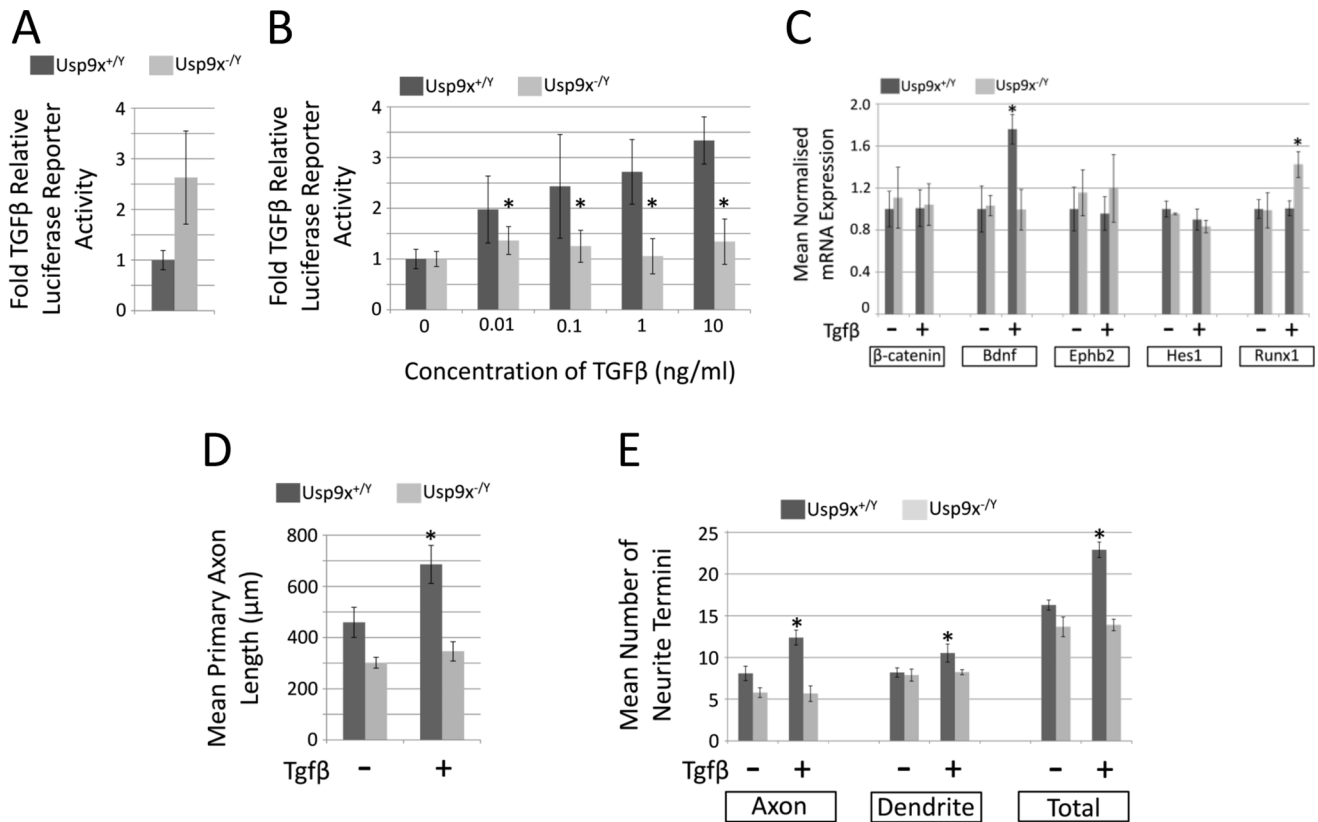 A
Usp9x+/Y Usp9x-/Y
Fold TGFβ Relative
Luciferase Reporter
Activity
4
3
2
1
0
B
Usp9x+/Y Usp9x-/Y
Fold TGFβ Relative
Luciferase Reporter
Activity
4
3
2
1
0
* * * *
0 0.01 0.1 1 10
Concentration of TGFβ (ng/ml)
C
Usp9x+/Y Usp9x-/Y
Mean Normalised
mRNA Expression
2.0
1.6
1.2
0.8
0.4
0
* *
Tgfβ - + - + - + - + - +
β-catenin Bdnf Ephb2 Hes1 Runx1
D
Usp9x+/Y Usp9x-/Y
Mean Primary Axon
Length (μm)
800
600
400
300
0
*
Tgfβ - +
E
Usp9x+/Y Usp9x-/Y
Mean Number of
Neurite Termini
25
20
15
10
5
0
* * *
Tgfβ - + - + - +
Axon Dendrite Total